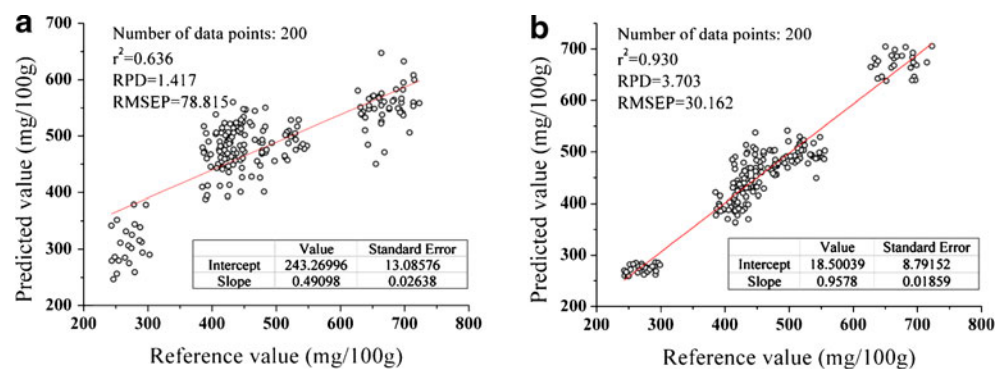 a
Number of data points: 200
r²=0.636
RPD=1.417
RMSEP=78.815
Predicted value (mg/100g)
700
600
500
400
300
200
Value Standard Error
Intercept 243.26996 13.08576
Slope 0.49098 0.02638
200 300 400 500 600 700 800
Reference value (mg/100g)
b
Number of data points: 200
r²=0.930
RPD=3.703
RMSEP=30.162
Predicted value (mg/100g)
700
600
500
400
300
200
Value Standard Error
Intercept 18.50039 8.79152
Slope 0.9578 0.01859
200 300 400 500 600 700 800
Reference value (mg/100g)